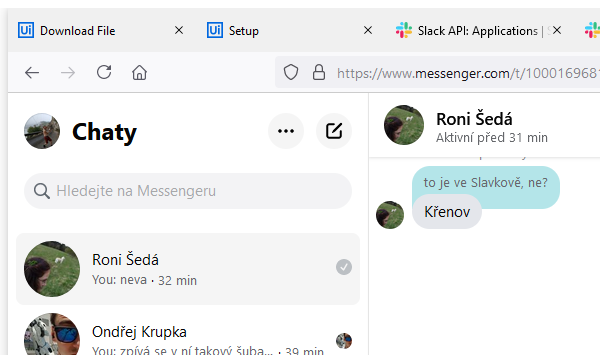 Download File
Setup
Slack API: Applications | S
https://www.messenger.com/t/1000169681
Chaty
Hledejte na Messengeru
Roni Šedá
You: neva · 32 min
Ondřej Krupka
You: zpívá se v ní takový šuba... · 39 min
Roni Šedá
Aktivní před 31 min
to je ve Slavkově, ne?
Křenov